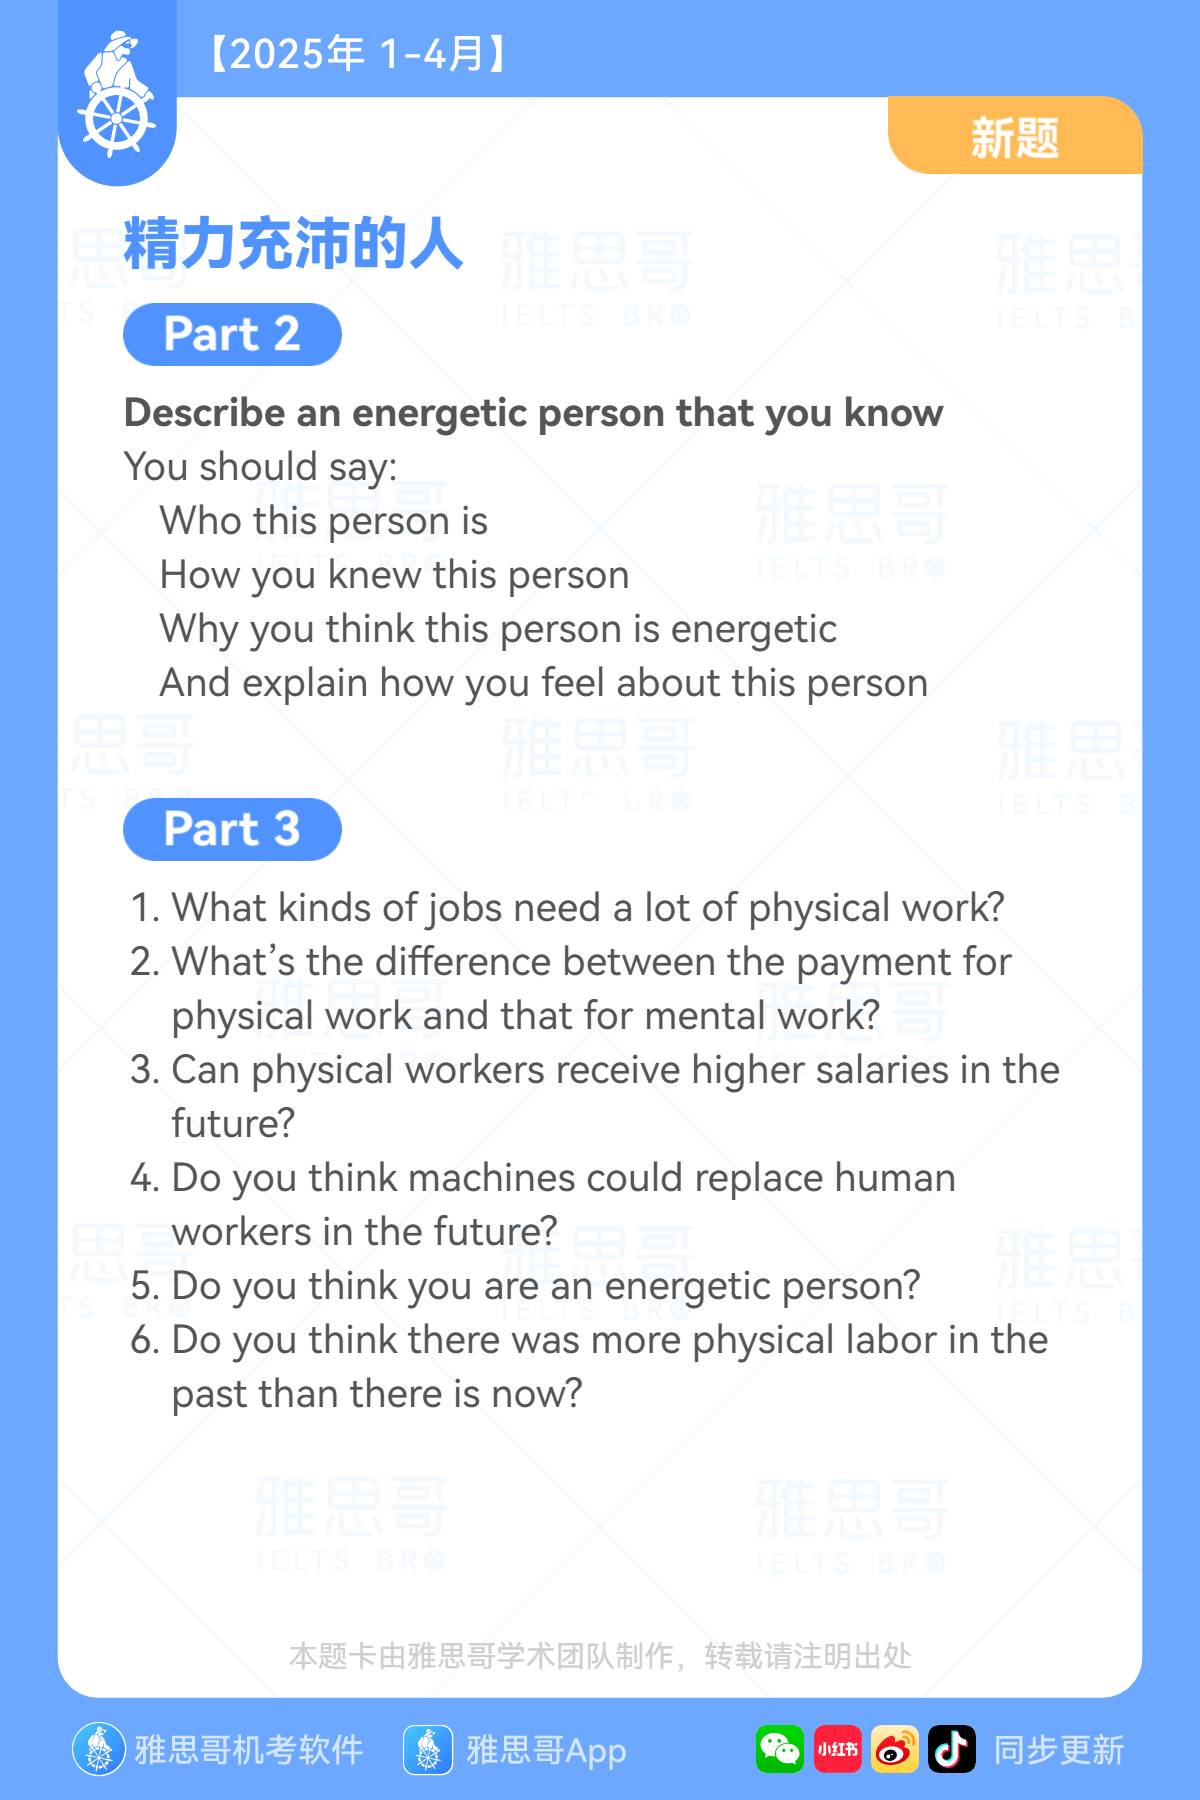 【2025年 1-4月】
新题
精力充沛的人
Part 2
Describe an energetic person that you know
You should say:
Who this person is
How you knew this person
Why you think this person is energetic
And explain how you feel about this person
Part 3
1. What kinds of jobs need a lot of physical work?
2. What's the difference between the payment for
physical work and that for mental work?
3. Can physical workers receive higher salaries in the
future?
4. Do you think machines could replace human
workers in the future?
5. Do you think you are an energetic person?
6. Do you think there was more physical labor in the
past than there is now?
雅思哥
IELTS BRO
本题卡由雅思哥学术团队制作，转载请注明出处
雅思哥机考软件
雅思哥App
小红书
同步更新